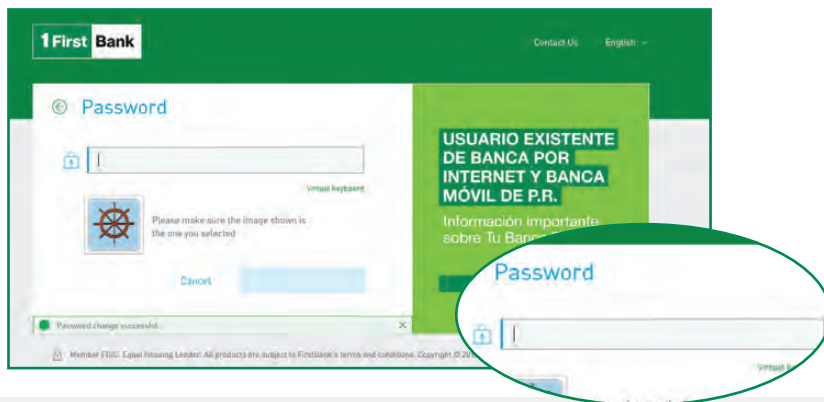 1First Bank
Contact Us English
Password
Virtual keyboard
Please make sure the image shown is
the one you selected
Cancel
Password change successful.
USUARIO EXISTENTE
DE BANCA POR
INTERNET Y BANCA
MÓVIL DE P.R.
Información importante
sobre Tu Banca
Member FDIC. Equal Housing Lender. All products are subject to FirstBank's terms and conditions. Copyright ©
Password
Virtual